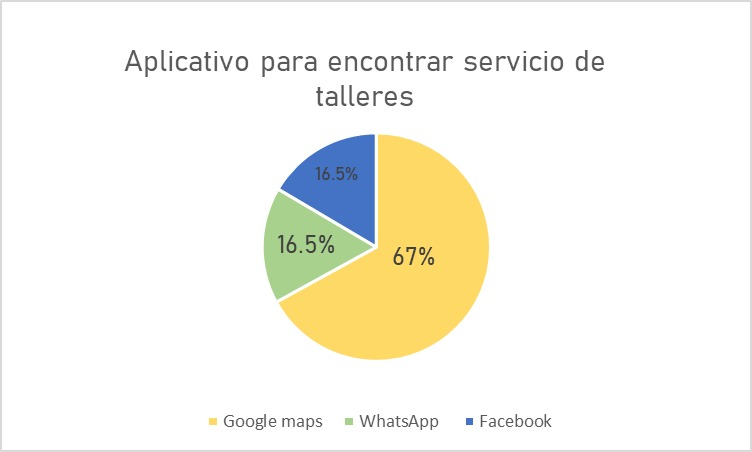 Aplicativo para encontrar servicio de
talleres
16.5%
16.5%
67%
Google maps WhatsApp Facebook